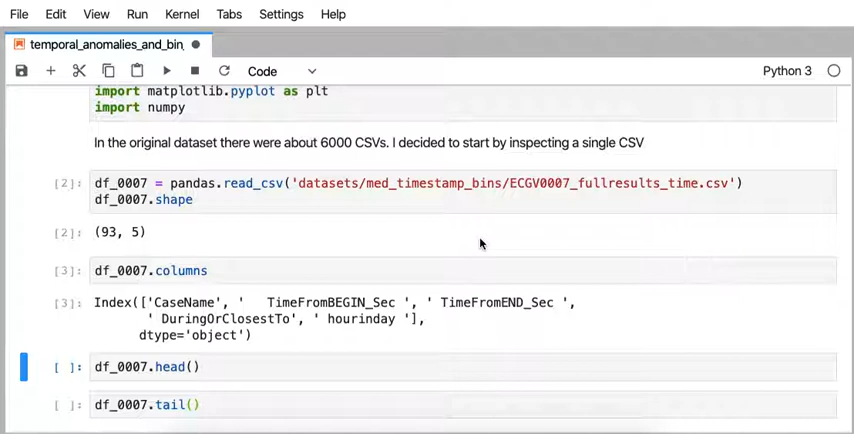 File Edit View Run Kernel Tabs Settings Help
temporal_anomalies_and_bin
Code Python 3
import matplotlib.pyplot as plt
import numpy
In the original dataset there were about 6000 CSVs. I decided to start by inspecting a single CSV
[2]: df_0007 = pandas.read_csv('datasets/med_timestamp_bins/ECGV0007_fullresults_time.csv')
df_0007.shape
[2]: (93, 5)
[3]: df_0007.columns
[3]: Index(['CaseName', '   TimeFromBEGIN_Sec ', ' TimeFromEND_Sec ',
       ' DuringOrClosestTo', ' hourinday '],
      dtype='object')
[ ]: df_0007.head()
[ ]: df_0007.tail()